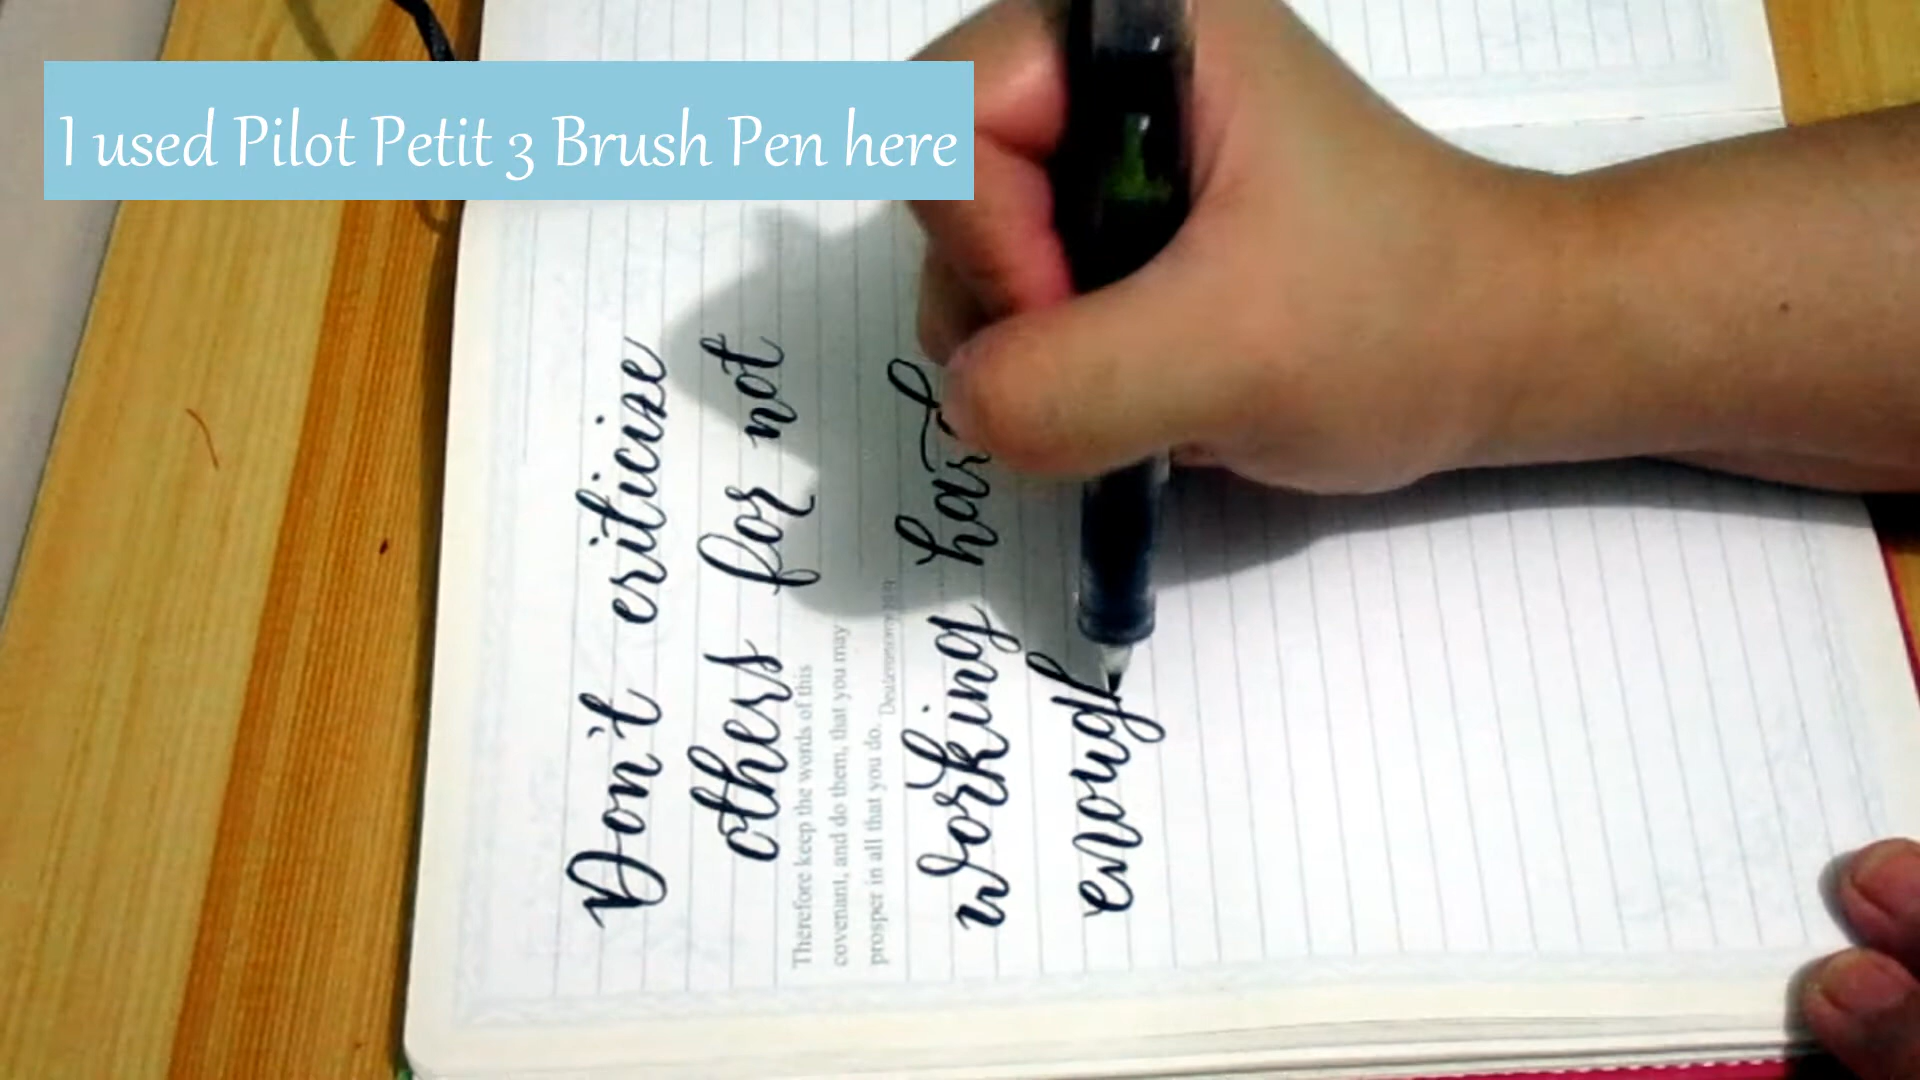 I used Pilot Petit 3 Brush Pen here
Don't criticize
others for not
Therefore keep the words of this
covenant, and do them, that you may
prosper in all that you do.
working hard
enough